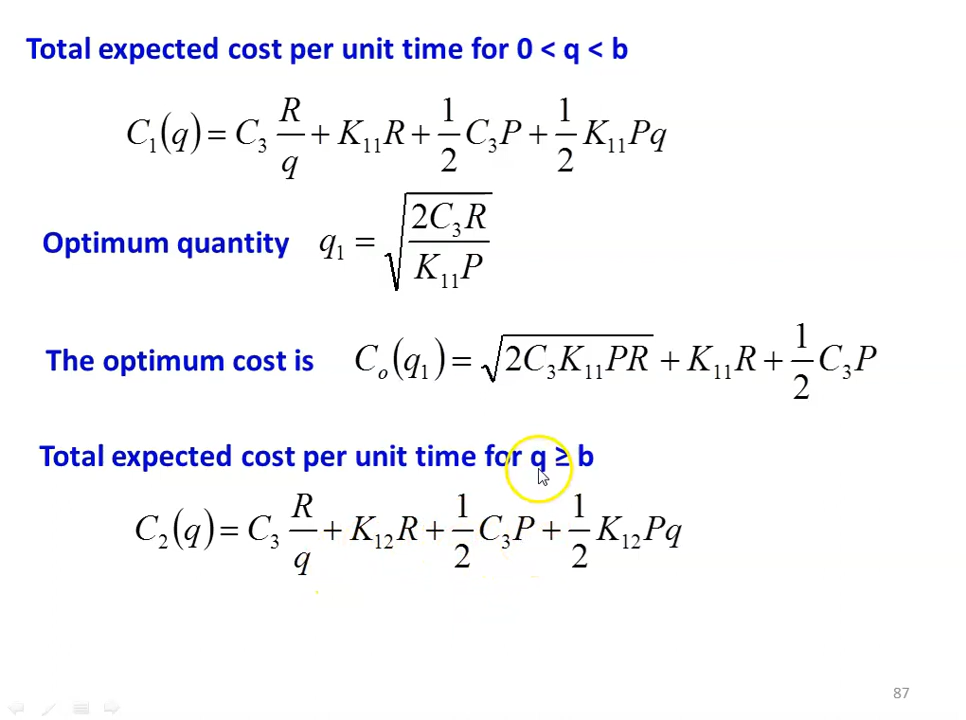 Total expected cost per unit time for 0 < q < b
C₁(q) = C₃ R/q + K₁₁R + 1/2 C₃P + 1/2 K₁₁Pq
Optimum quantity q₁ = √(2C₃R / K₁₁P)
The optimum cost is Cₒ(q₁) = √(2C₃K₁₁PR) + K₁₁R + 1/2 C₃P
Total expected cost per unit time for q ≥ b
C₂(q) = C₃ R/q + K₁₂R + 1/2 C₃P + 1/2 K₁₂Pq
87